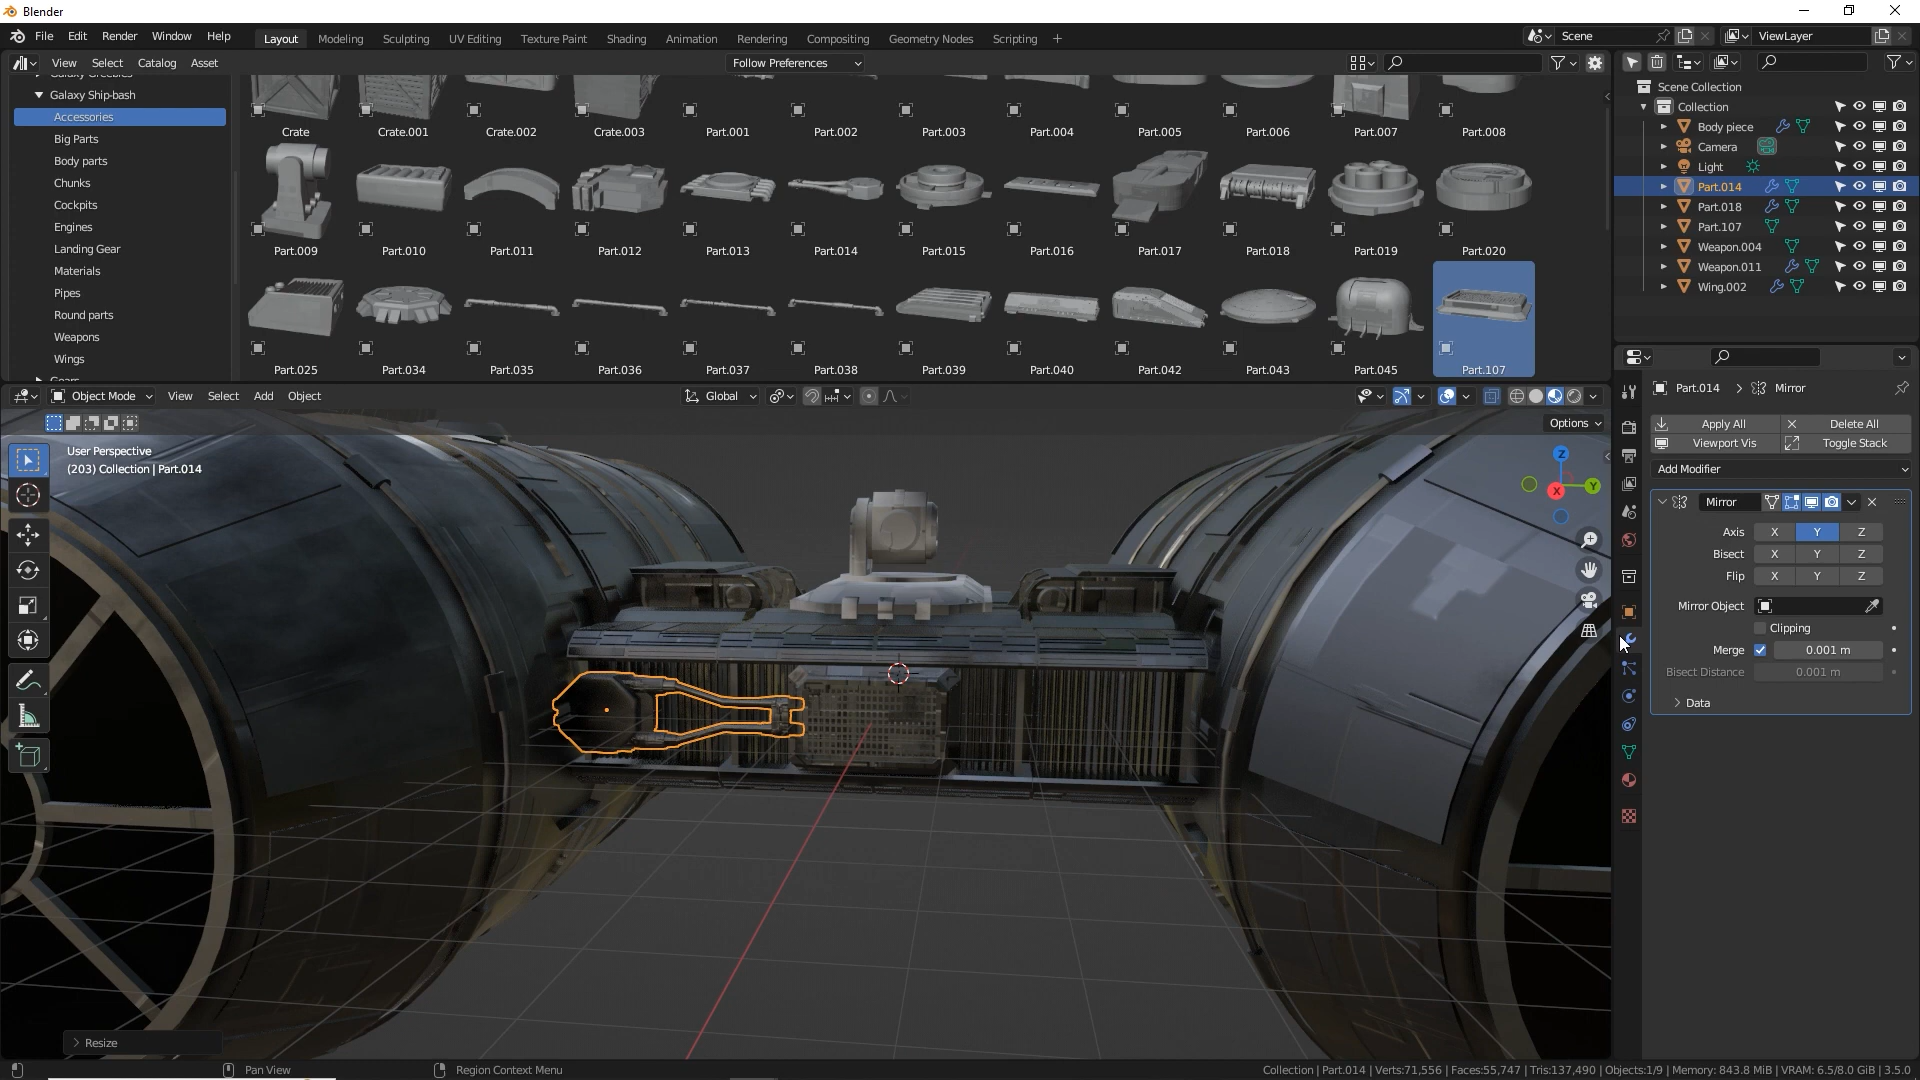 Blender
File Edit Render Window Help
Layout Modeling Sculpting UV Editing Texture Paint Shading Animation Rendering Compositing Geometry Nodes Scripting +
Scene
ViewLayer
View Select Catalog Asset
Follow Preferences
Galaxy Ship-bash
Accessories
Big Parts
Body parts
Chunks
Cockpits
Engines
Landing Gear
Materials
Pipes
Round parts
Weapons
Wings
Crate Crate.001 Crate.002 Crate.003 Part.001 Part.002 Part.003 Part.004 Part.005 Part.006 Part.007 Part.008
Part.009 Part.010 Part.011 Part.012 Part.013 Part.014 Part.015 Part.016 Part.017 Part.018 Part.019 Part.020
Part.025 Part.034 Part.035 Part.036 Part.037 Part.038 Part.039 Part.040 Part.042 Part.043 Part.045 Part.107
Scene Collection
Collection
Body piece
Camera
Light
Part.014
Part.018
Part.107
Weapon.004
Weapon.011
Wing.002
Object Mode View Select Add Object
Global
Options
User Perspective
(203) Collection | Part.014
Z
Y
X
Resize
Part.014 > Mirror
Apply All Delete All
Viewport Vis Toggle Stack
Add Modifier
Mirror
Axis X Y Z
Bisect X Y Z
Flip X Y Z
Mirror Object
Clipping
Merge 0.001 m
Bisect Distance 0.001 m
Data
Pan View
Region Context Menu
Collection | Part.014 | Verts:71,556 | Faces:55,747 | Tris:137,490 | Objects:1/9 | Memory: 843.8 MiB | VRAM: 6.5/8.0 GiB | 3.5.0